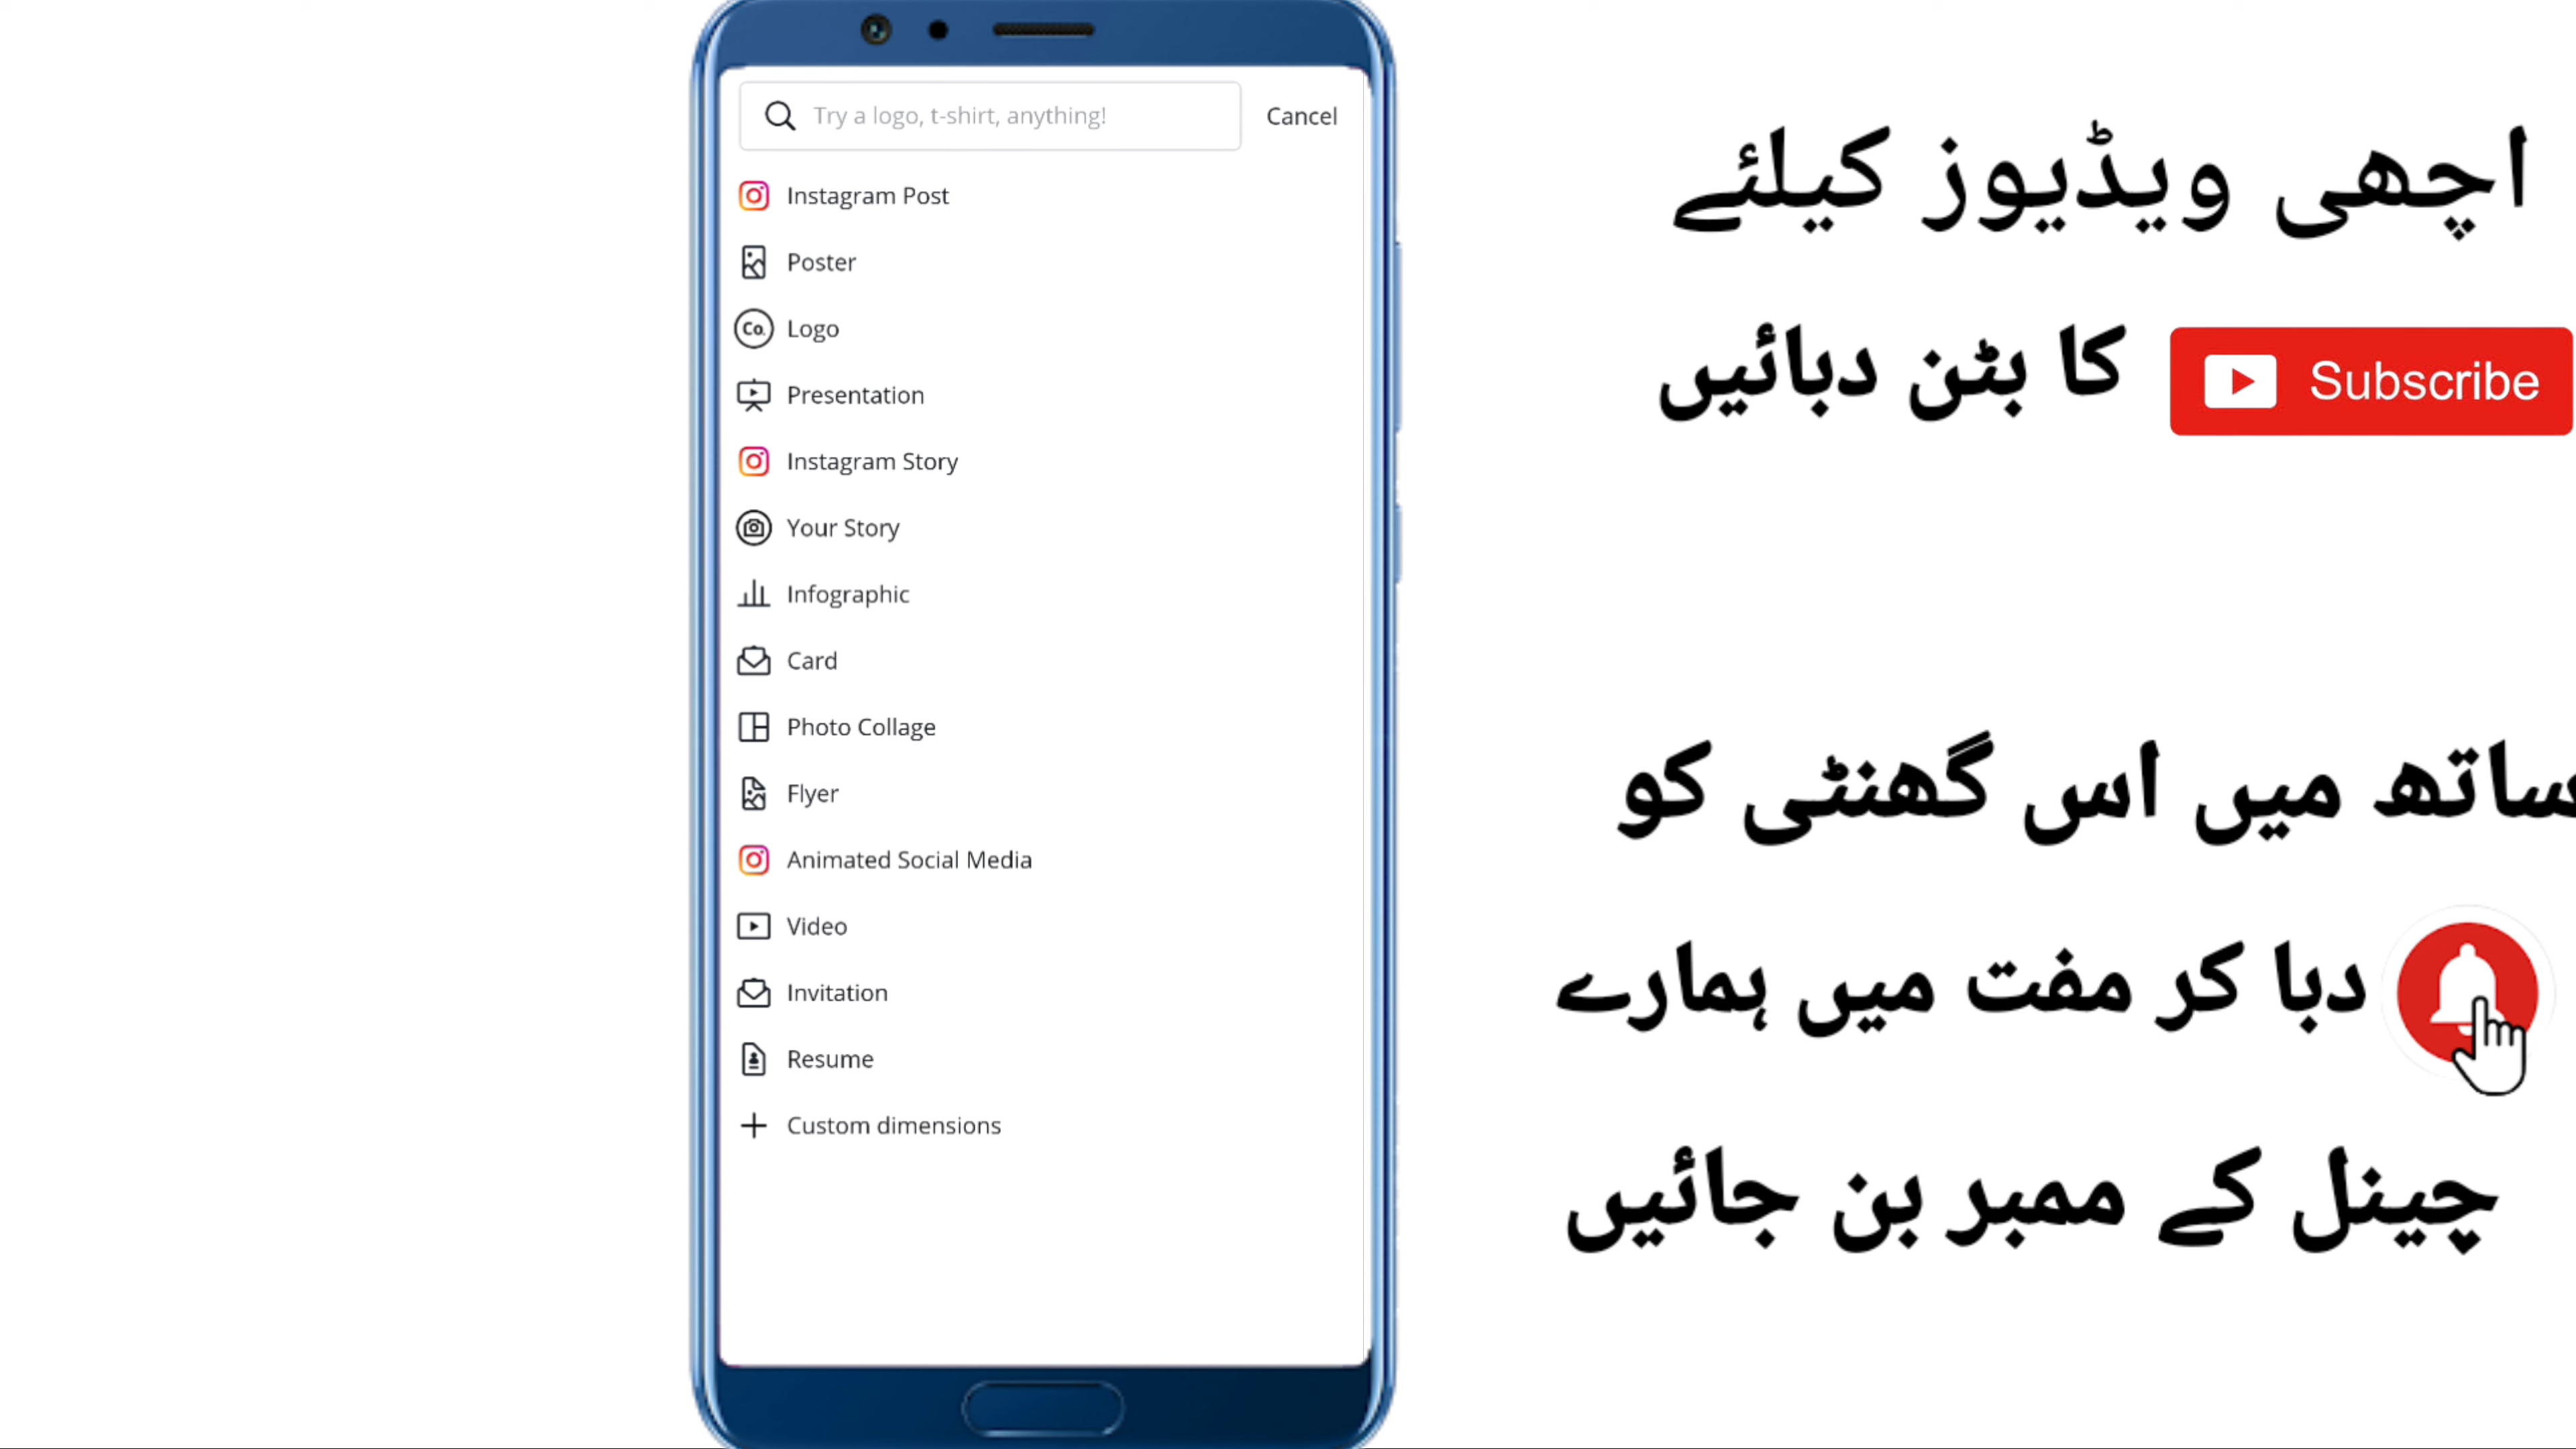 Try a logo, t-shirt, anything!
Cancel
Instagram Post
Poster
Co. Logo
Presentation
Instagram Story
Your Story
Infographic
Card
Photo Collage
Flyer
Animated Social Media
Video
Invitation
Resume
Custom dimensions
اچھی ویڈیوز کیلئے
Subscribe کا بٹن دبائیں
ساتھ میں اس گھنٹی کو
دبا کر مفت میں ہمارے
چینل کے ممبر بن جائیں